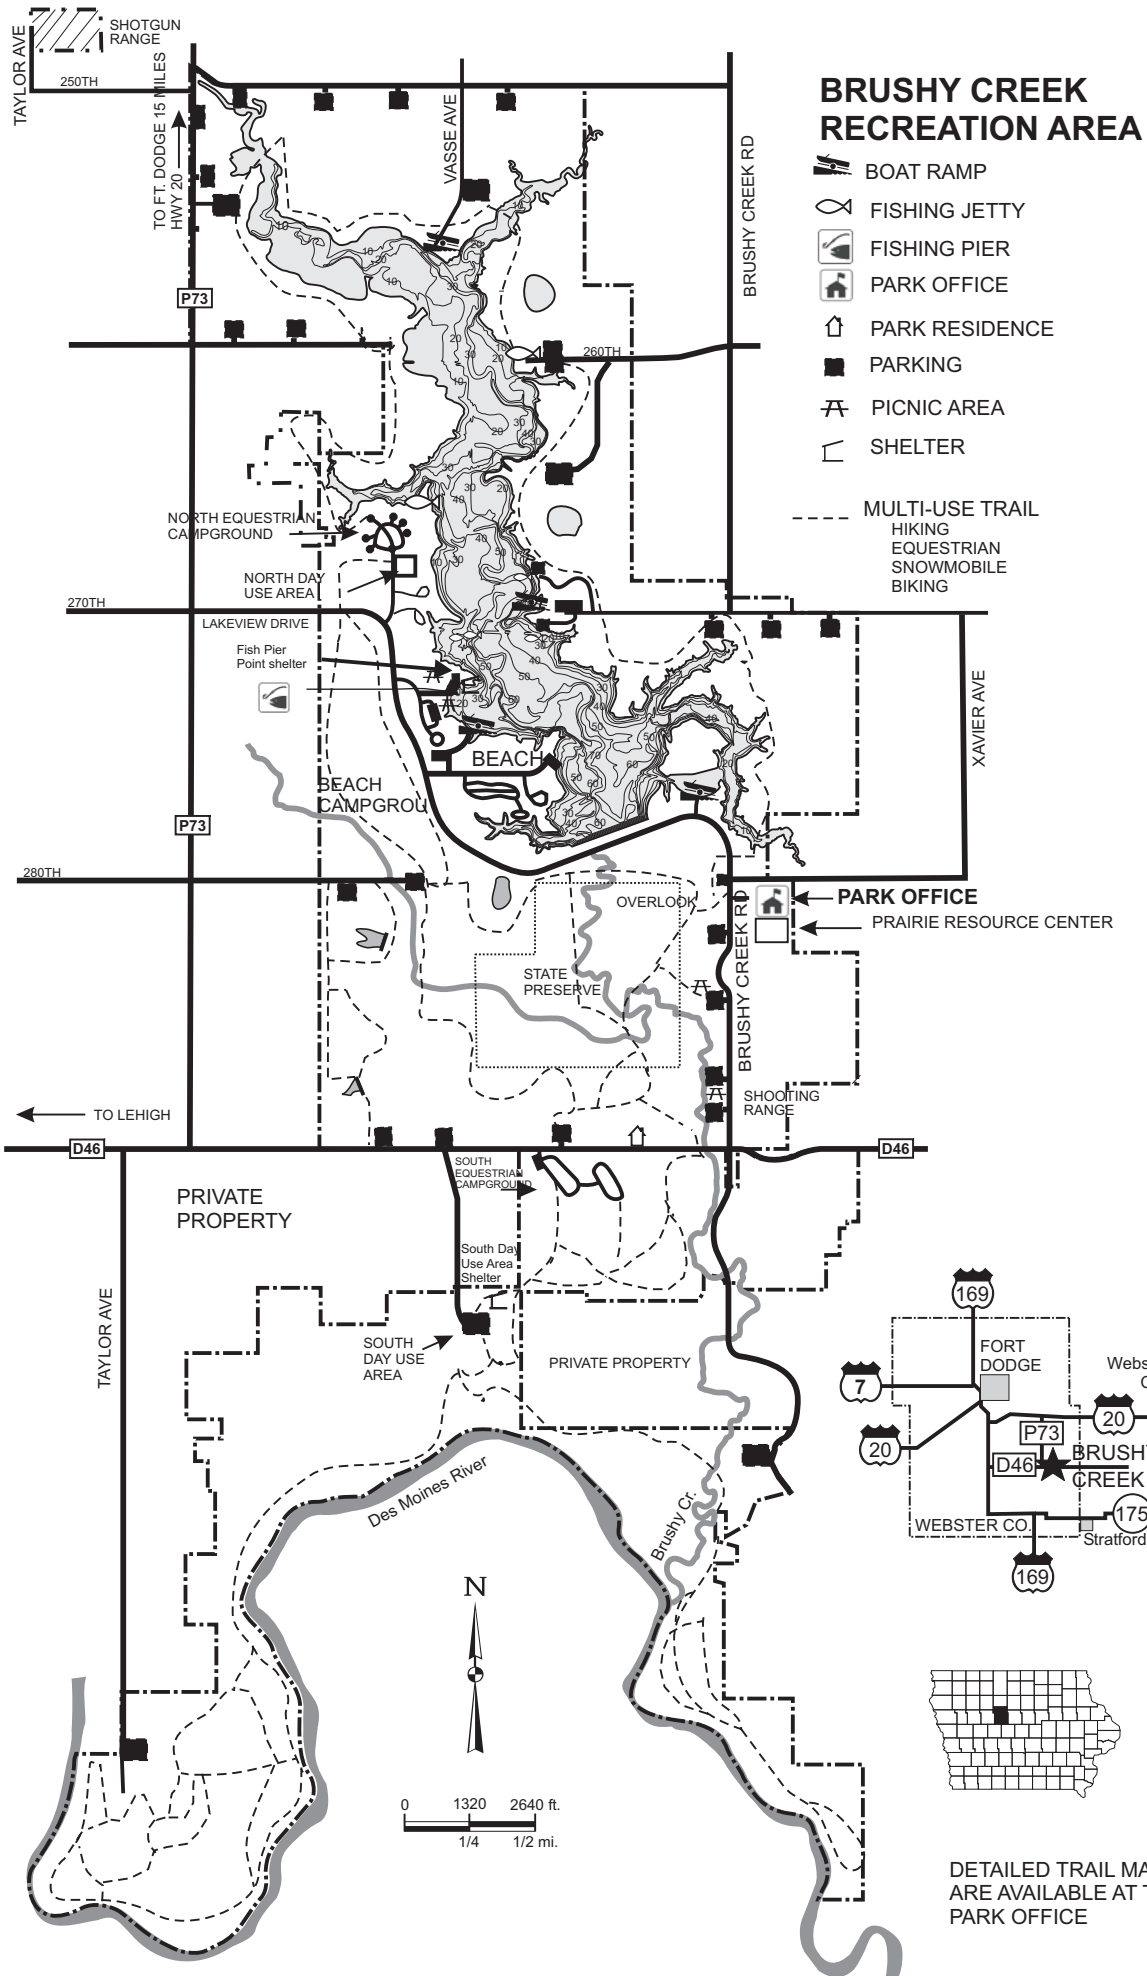 BRUSHY CREEK
RECREATION AREA
BOAT RAMP
FISHING JETTY
FISHING PIER
PARK OFFICE
PARK RESIDENCE
PARKING
PICNIC AREA
SHELTER
MULTI-USE TRAIL
HIKING
EQUESTRIAN
SNOWMOBILE
BIKING
TAYLOR AVE
SHOTGUN
RANGE
250TH
TO FT. DODGE 15 MILES
HWY 20
VASSE AVE
BRUSHY CREEK RD
P73
260TH
NORTH EQUESTRIAN
CAMPGROUND
NORTH DAY
USE AREA
270TH
LAKEVIEW DRIVE
Fish Pier
Point shelter
XAVIER AVE
BEACH
BEACH
CAMPGROU
P73
280TH
OVERLOOK
PARK OFFICE
PRAIRIE RESOURCE CENTER
STATE
PRESERVE
BRUSHY CREEK RD
SHOOTING
RANGE
TO LEHIGH
D46
D46
SOUTH
EQUESTRIAN
CAMPGROUND
PRIVATE
PROPERTY
South Day
Use Area
Shelter
TAYLOR AVE
SOUTH
DAY USE
AREA
PRIVATE PROPERTY
Des Moines River
Brushy Cr.
N
0 1320 2640 ft.
1/4 1/2 mi.
169
FORT
DODGE
Webs
C
7
20
20
P73
D46
BRUSHY
CREEK
175
WEBSTER CO.
Stratford
169
DETAILED TRAIL MA
ARE AVAILABLE AT T
PARK OFFICE